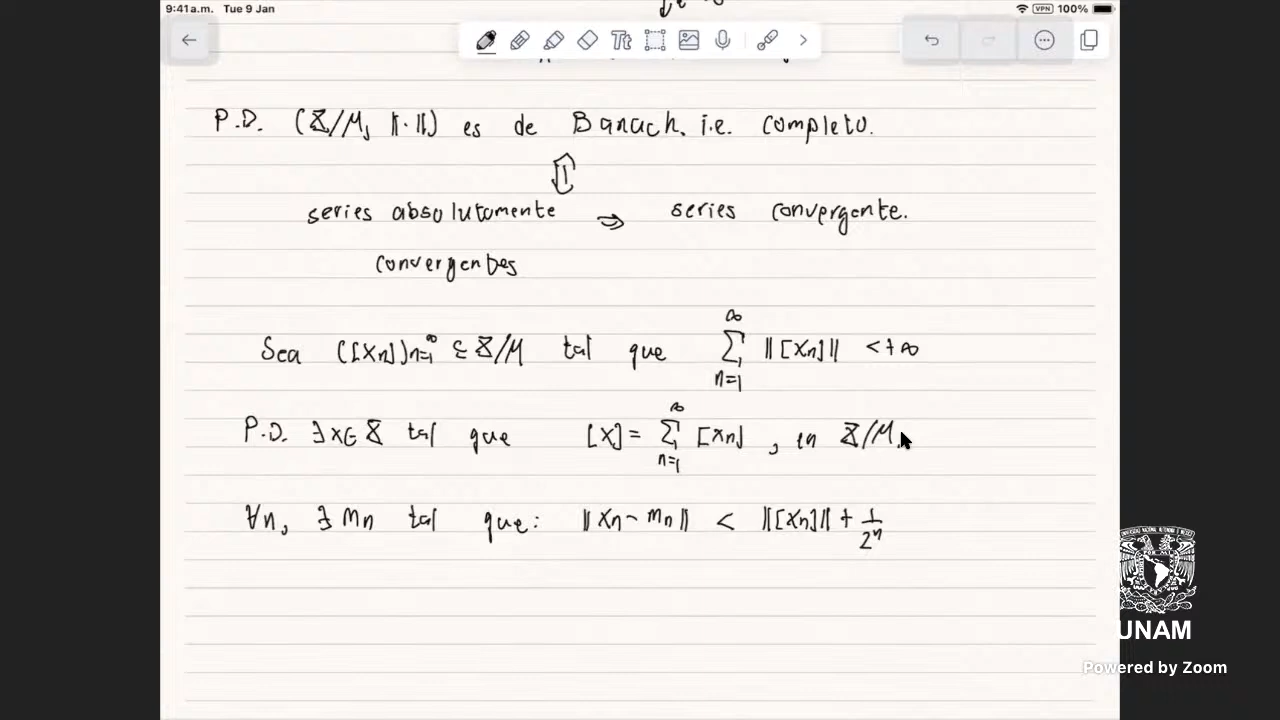 9:41 a.m. Tue 9 Jan
VPN 100%
P.D. (X/M, ‖·‖) es de Banach, i.e. completo.
⇕
series absolutamente ⇒ series convergente.
convergentes
Sea ([Xn])n=1^∞ ⊆ X/M tal que ∑_{n=1}^∞ ‖[Xn]‖ < +∞
P.D. ∃ x ∈ X tal que [X] = ∑_{n=1}^∞ [Xn], en X/M.
∀n, ∃ mn tal que: ‖Xn - mn‖ < ‖[Xn]‖ + 1/2^n
UNAM
Powered by Zoom